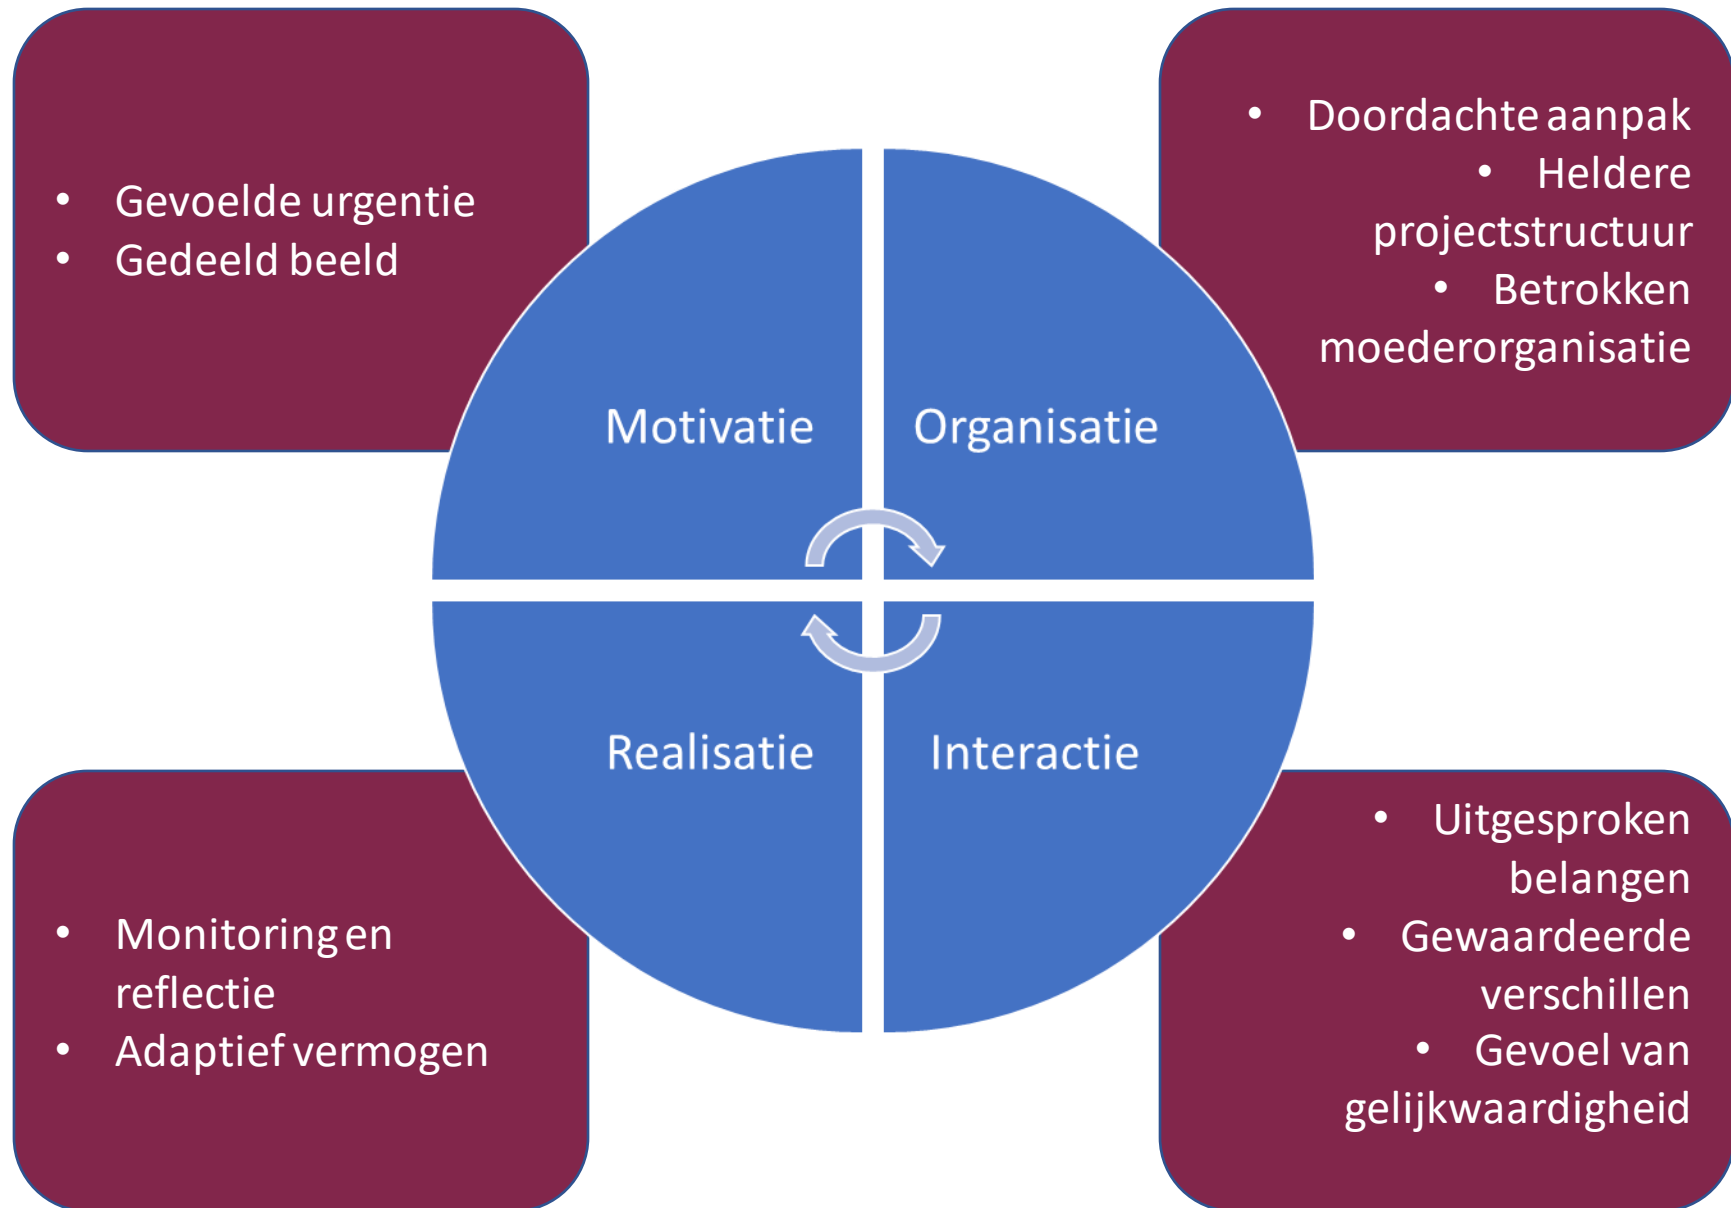 • Gevoelde urgentie
• Gedeeld beeld
• Doordachte aanpak
• Heldere
projectstructuur
• Betrokken
moederorganisatie
Motivatie
Organisatie
Realisatie
Interactie
• Monitoring en
reflectie
• Adaptief vermogen
• Uitgesproken
belangen
• Gewaardeerde
verschillen
• Gevoel van
gelijkwaardigheid